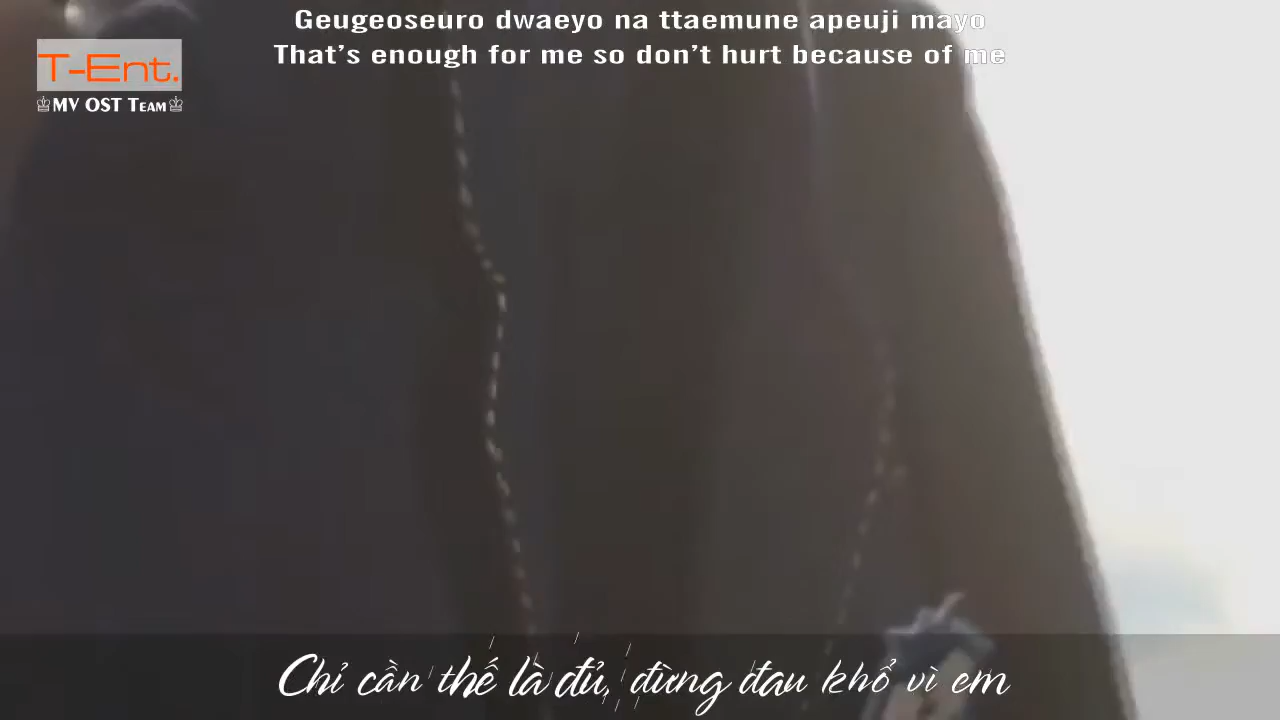 Geugeoseuro dwaeyo na ttaemune apeuji mayo
That's enough for me so don't hurt because of me
T-Ent.
♔MV OST Team♔
Chỉ cần thế là đủ, đừng đau khổ vì em